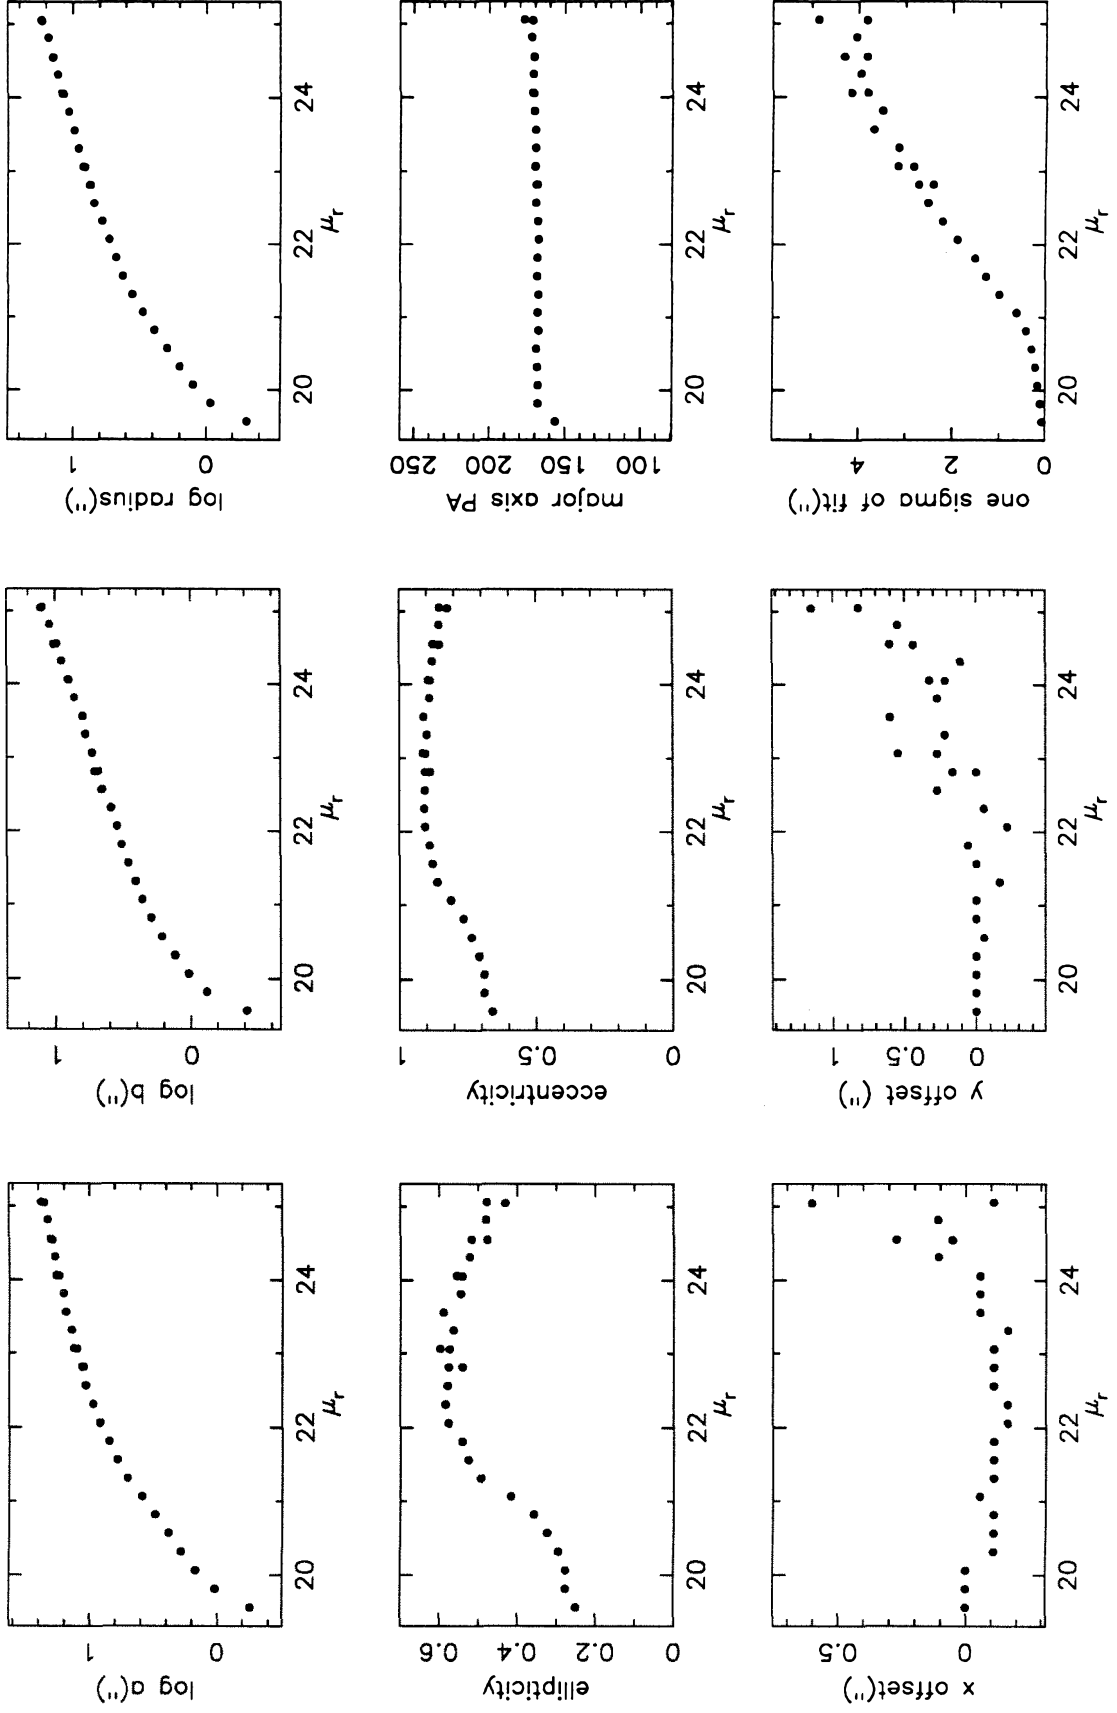 log radius(")
1
0
20
22
24
μr
major axis PA
250
200
150
100
20
22
24
μr
one sigma of fit(")
4
2
0
20
22
24
μr
log b(")
1
0
20
22
24
μr
eccentricity
1
0.5
0
20
22
24
μr
y offset (")
1
0.5
0
20
22
24
μr
log a(")
1
0
20
22
24
μr
ellipticity
0.6
0.4
0.2
0
20
22
24
μr
x offset(")
0.5
0
20
22
24
μr